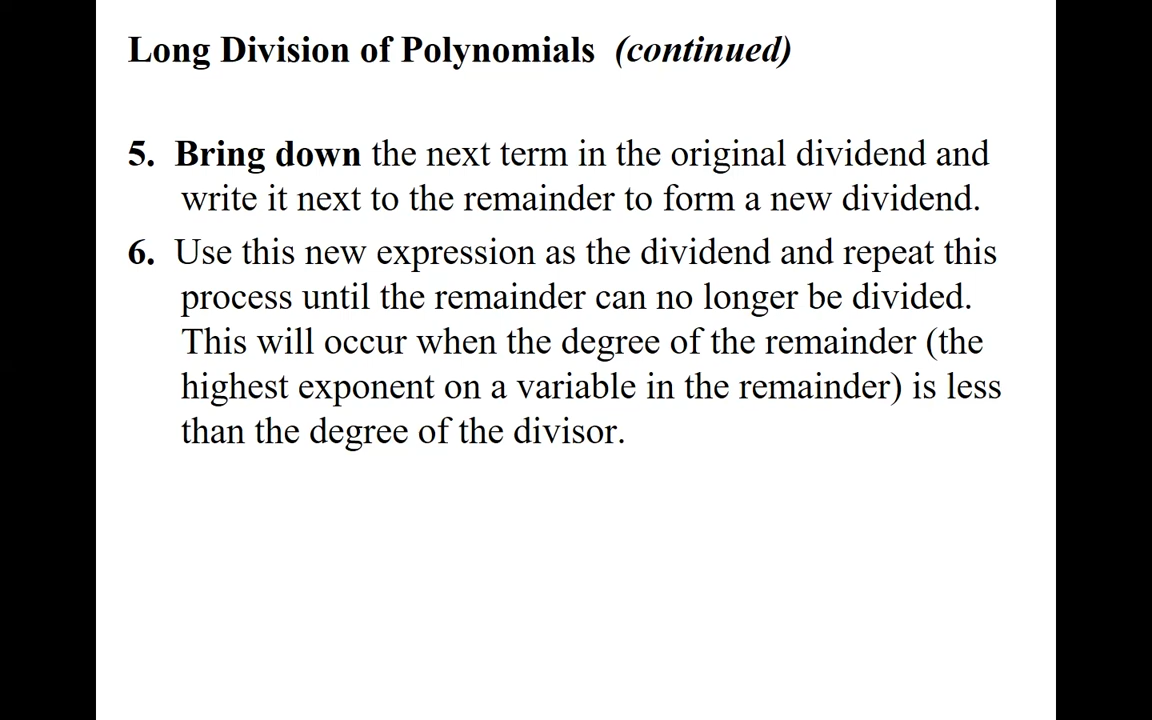 Long Division of Polynomials (continued)
5. Bring down the next term in the original dividend and
write it next to the remainder to form a new dividend.
6. Use this new expression as the dividend and repeat this
process until the remainder can no longer be divided.
This will occur when the degree of the remainder (the
highest exponent on a variable in the remainder) is less
than the degree of the divisor.